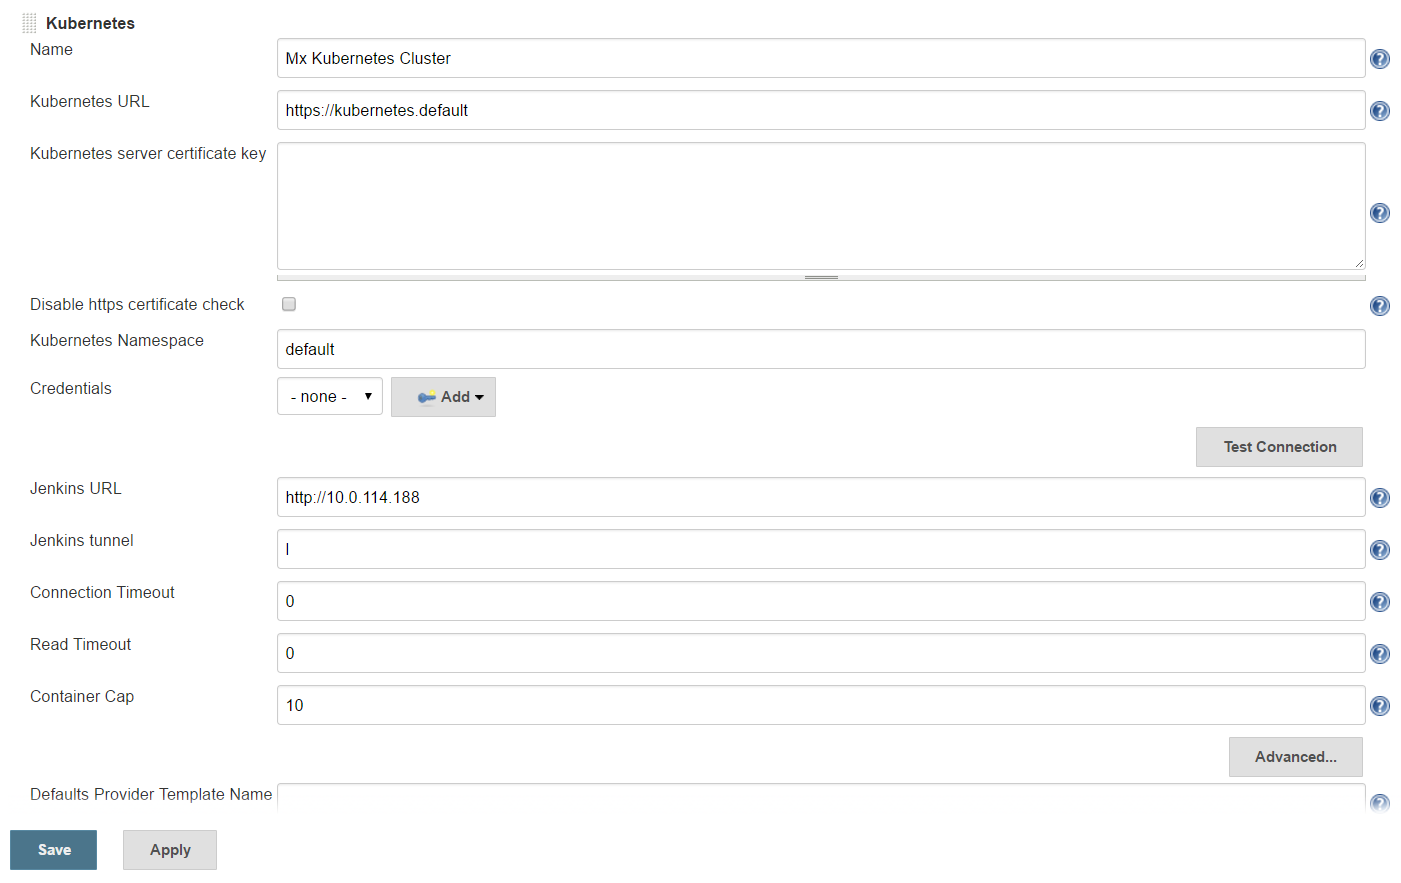 Kubernetes
Name
Mx Kubernetes Cluster
Kubernetes URL
https://kubernetes.default
Kubernetes server certificate key
Disable https certificate check
Kubernetes Namespace
default
Credentials
- none -
Add
Test Connection
Jenkins URL
http://10.0.114.188
Jenkins tunnel
Connection Timeout
0
Read Timeout
0
Container Cap
10
Advanced...
Defaults Provider Template Name
Save
Apply